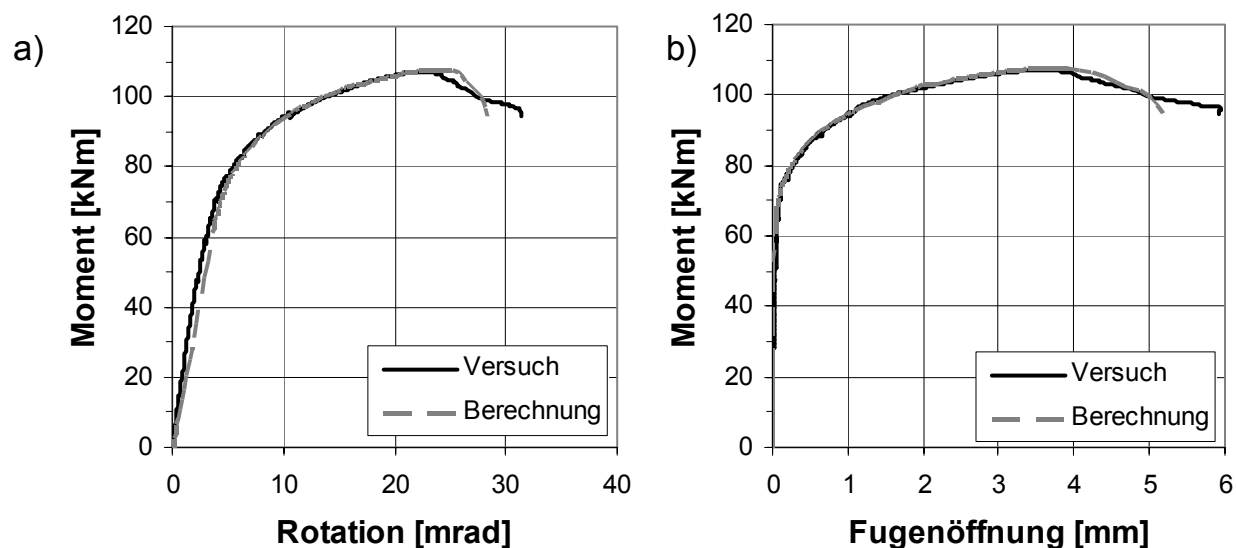 a)
Moment [kNm]
120
100
80
60
40
20
0
0 10 20 30 40
Rotation [mrad]
Versuch
Berechnung
b)
Moment [kNm]
120
100
80
60
40
20
0
0 1 2 3 4 5 6
Fugenöffnung [mm]
Versuch
Berechnung